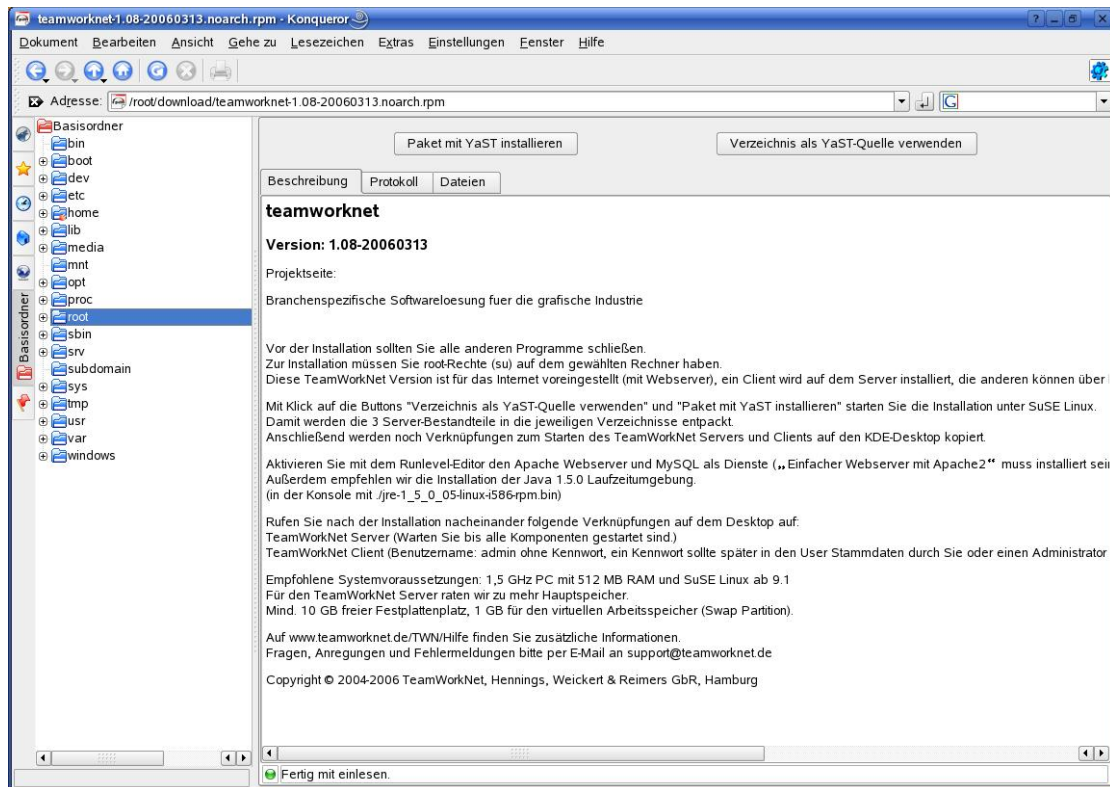 teamworknet-1.08-20060313.noarch.rpm - Konqueror
Dokument Bearbeiten Ansicht Gehe zu Lesezeichen Extras Einstellungen Fenster Hilfe
Adresse: /root/download/teamworknet-1.08-20060313.noarch.rpm
Basisordner
Basisordner
bin
boot
dev
etc
home
lib
media
mnt
opt
proc
root
sbin
srv
subdomain
sys
tmp
usr
var
windows
Paket mit YaST installieren Verzeichnis als YaST-Quelle verwenden
Beschreibung Protokoll Dateien
teamworknet
Version: 1.08-20060313
Projektseite:
Branchenspezifische Softwareloesung fuer die grafische Industrie
Vor der Installation sollten Sie alle anderen Programme schließen.
Zur Installation müssen Sie root-Rechte (su) auf dem gewählten Rechner haben.
Diese TeamWorkNet Version ist für das Internet voreingestellt (mit Webserver), ein Client wird auf dem Server installiert, die anderen können über
Mit Klick auf die Buttons "Verzeichnis als YaST-Quelle verwenden" und "Paket mit YaST installieren" starten Sie die Installation unter SuSE Linux.
Damit werden die 3 Server-Bestandteile in die jeweiligen Verzeichnisse entpackt.
Anschließend werden noch Verknüpfungen zum Starten des TeamWorkNet Servers und Clients auf den KDE-Desktop kopiert.
Aktivieren Sie mit dem Runlevel-Editor den Apache Webserver und MySQL als Dienste („Einfacher Webserver mit Apache2“ muss installiert
Außerdem empfehlen wir die Installation der Java 1.5.0 Laufzeitumgebung.
(in der Konsole mit ./jre-1_5_0_05-linux-i586-rpm.bin)
Rufen Sie nach der Installation nacheinander folgende Verknüpfungen auf dem Desktop auf:
TeamWorkNet Server (Warten Sie bis alle Komponenten gestartet sind.)
TeamWorkNet Client (Benutzername: admin ohne Kennwort, ein Kennwort sollte später in den User Stammdaten durch Sie oder einen Administrator
Empfohlene Systemvoraussetzungen: 1,5 GHz PC mit 512 MB RAM und SuSE Linux ab 9.1
Für den TeamWorkNet Server raten wir zu mehr Hauptspeicher.
Mind. 10 GB freier Festplattenplatz, 1 GB für den virtuellen Arbeitsspeicher (Swap Partition).
Auf www.teamworknet.de/TWN/Hilfe finden Sie zusätzliche Informationen.
Fragen, Anregungen und Fehlermeldungen bitte per E-Mail an support@teamworknet.de
Copyright © 2004-2006 TeamWorkNet, Hennings, Weickert & Reimers GbR, Hamburg
Fertig mit einlesen.